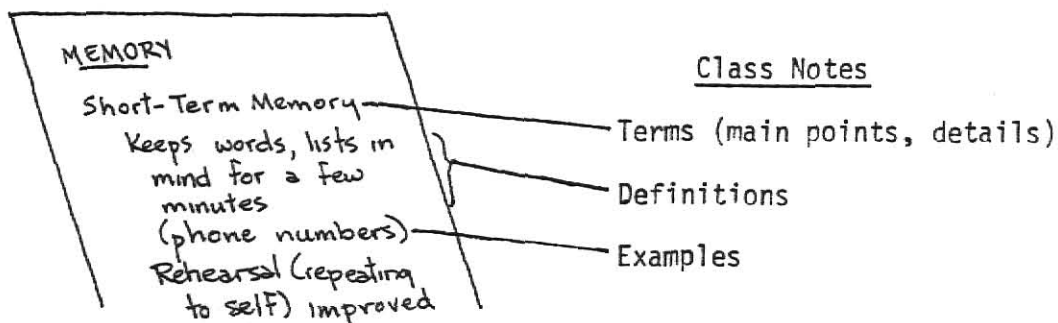 MEMORY
Short-Term Memory
Keeps words, lists in
mind for a few
minutes
(phone numbers)
Rehearsal (repeating
to self) improved
Class Notes
Terms (main points, details)
Definitions
Examples